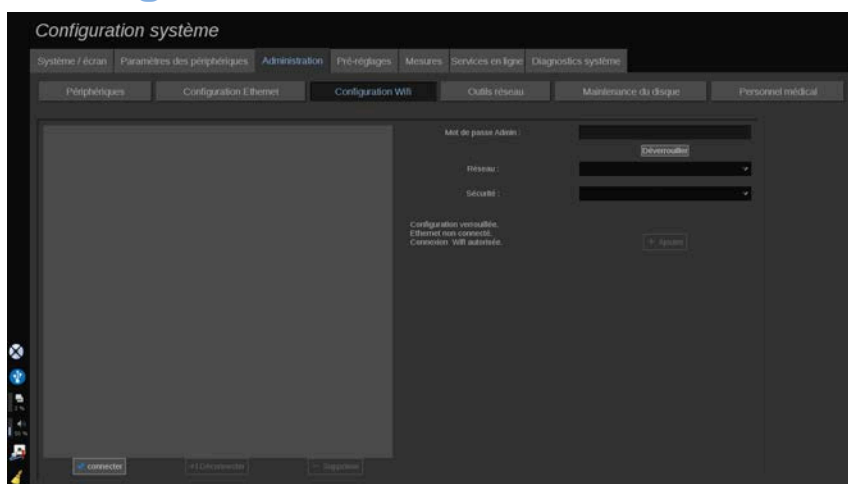 Configuration système
Système / écran Paramètres des périphériques Administration Pré-réglages Mesures Services en ligne Diagnostics système
Périphériques Configuration Ethernet Configuration Wifi Outils réseau Maintenance du disque Personnel médical
Mot de passe Admin :
Déverrouiller
Réseau :
Sécurité :
Configuration verrouillée.
Ethernet non connecté.
Connexion Wifi autorisée.
+ Ajouter
connecter Déconnecter − Supprimer